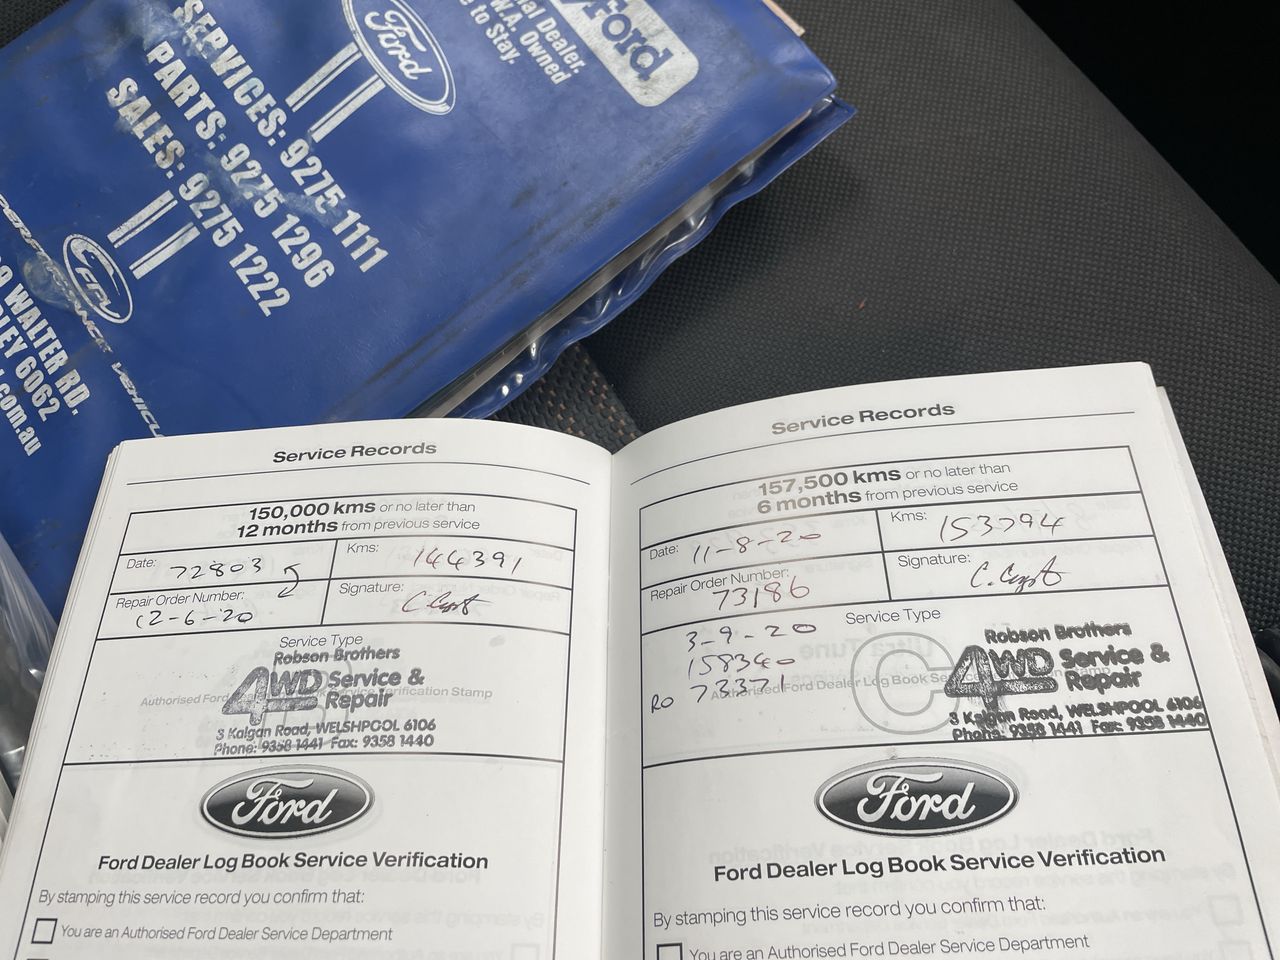 Ford
Ford
ial Dealer.
W.A. Owned
e to Stay.
SERVICES: 9275 1111
PARTS: 9275 1296
SALES: 9275 1222
FPV
VEHICL
9 WALTER RD.
LEY 6062
.com.au
Service Records
150,000 kms or no later than
12 months from previous service
Date: 72803
Kms: 144391
Repair Order Number:
12-6-20
Signature:
Service Type
Robson Brothers
4WD Service &
Repair
Authorised Ford
Verification Stamp
3 Kalgan Road, WELSHPOOL 6106
Phone: 9358 1441 Fax: 9358 1440
Ford
Ford Dealer Log Book Service Verification
By stamping this service record you confirm that:
You are an Authorised Ford Dealer Service Department
Service Records
157,500 kms or no later than
6 months from previous service
Date: 11-8-20
Kms: 153794
Repair Order Number:
73186
Signature:
Service Type
3-9-20
158340
RO 73371
Authorised Ford Dealer Log Book
Robson Brothers
4WD Service &
Repair
3 Kalgan Road, WELSHPOOL 6106
Phone: 9358 1441 Fax: 9358 1440
Ford
Ford Dealer Log Book Service Verification
By stamping this service record you confirm that:
You are an Authorised Ford Dealer Service Department